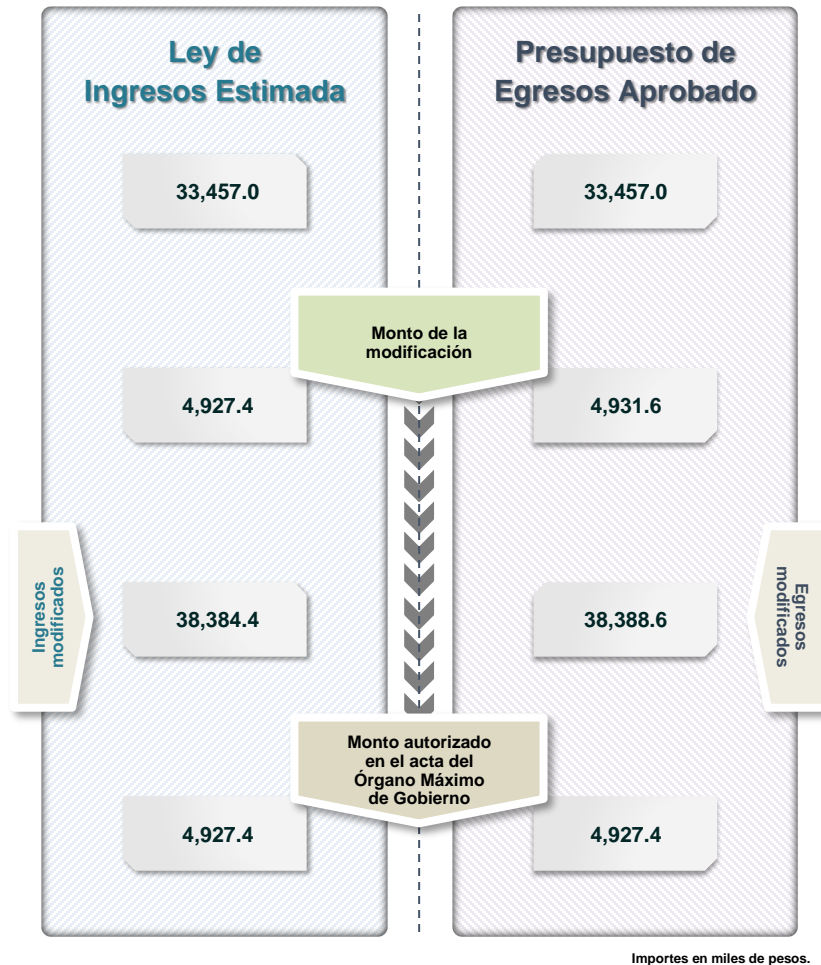 Ley de
Ingresos Estimada
Presupuesto de
Egresos Aprobado
33,457.0
33,457.0
Monto de la
modificación
4,927.4
4,931.6
Ingresos
modificados
38,384.4
38,388.6
Egresos
modificados
Monto autorizado
en el acta del
Órgano Máximo
de Gobierno
4,927.4
4,927.4
Importes en miles de pesos.